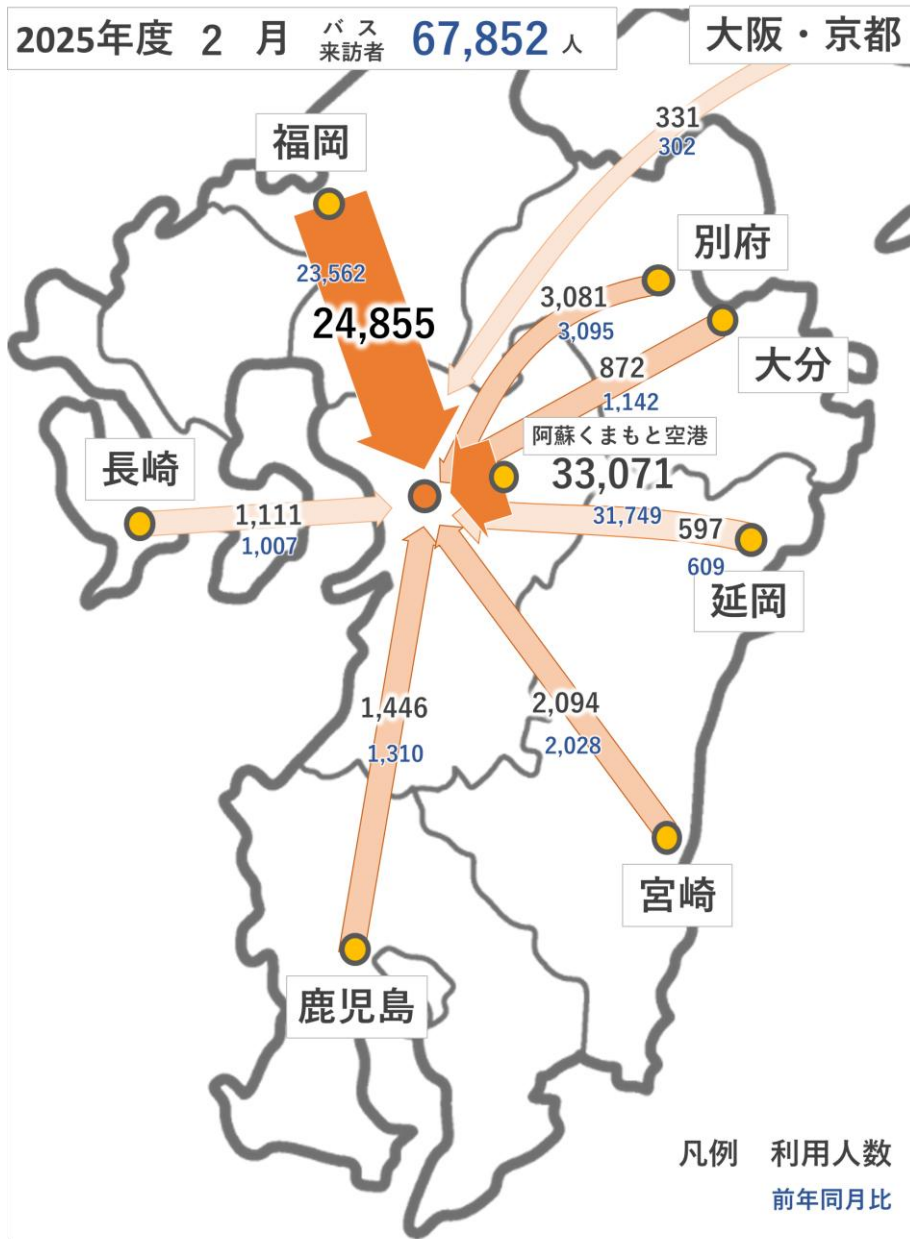 2025年度 2 月 バス来訪者 67,852 人
大阪・京都
331
302
福岡
23,562
24,855
別府
3,081
3,095
大分
872
1,142
阿蘇くまもと空港
33,071
31,749
長崎
1,111
1,007
597
609
延岡
1,446
1,310
2,094
2,028
宮崎
鹿児島
凡例 利用人数
前年同月比